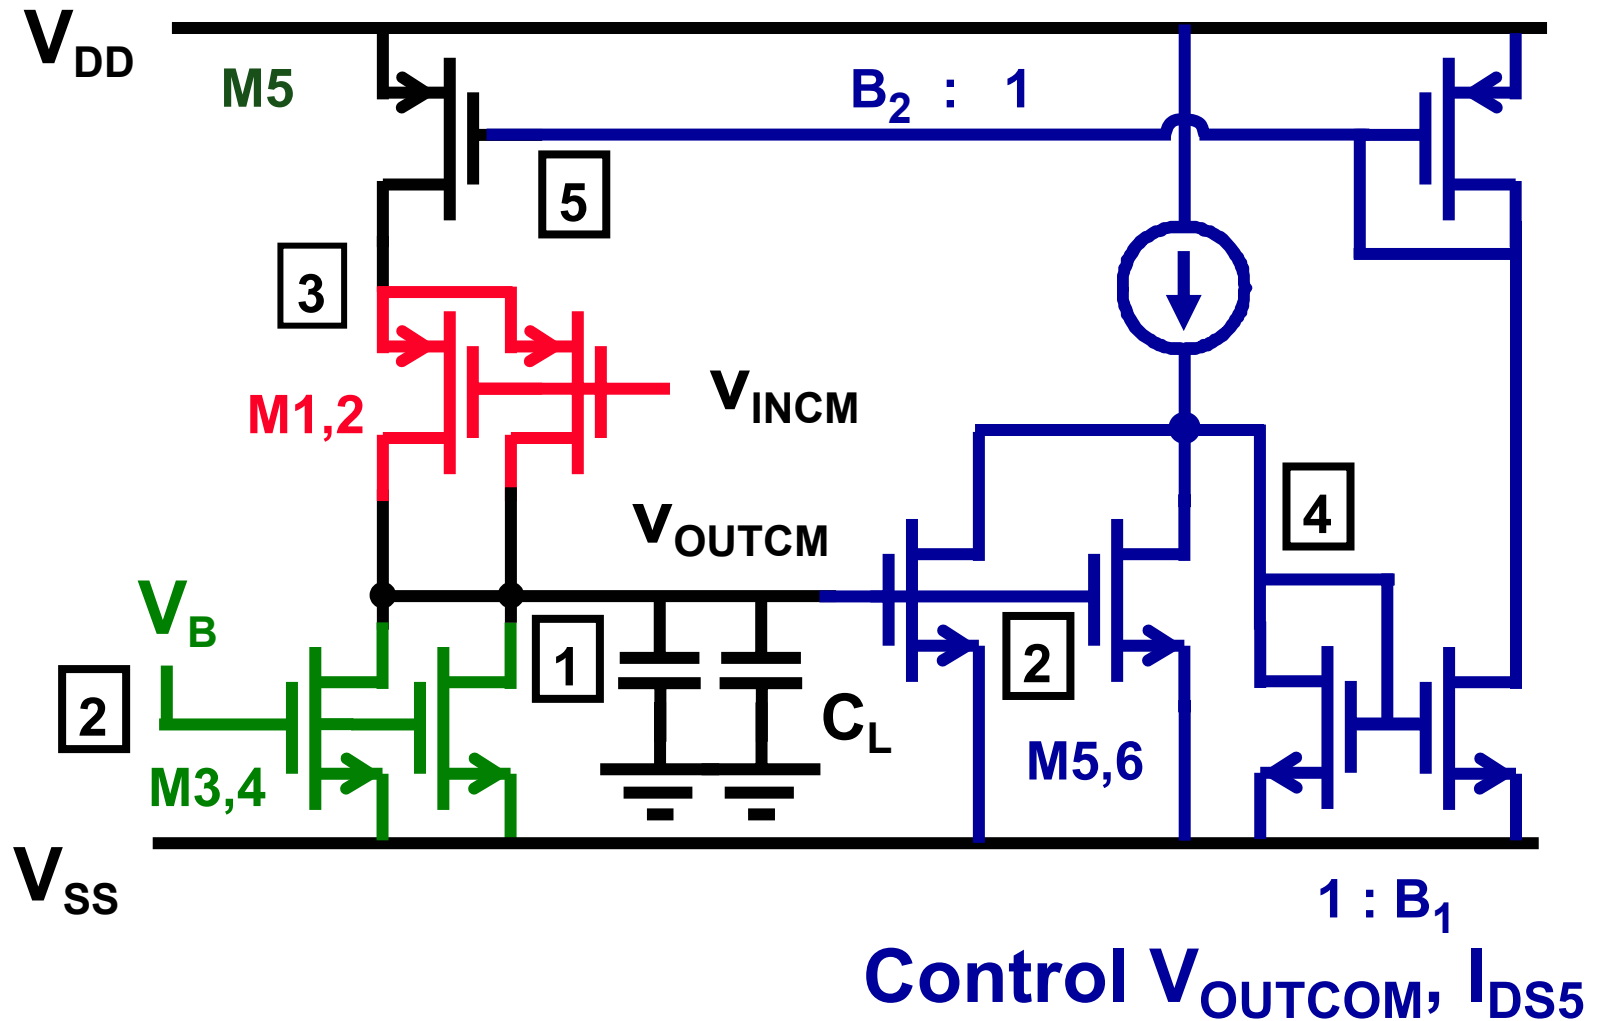 VDD
M5
B2 : 1
5
3
M1,2
vINCM
vOUTCM
4
VB
1
2
2
CL
M3,4
M5,6
VSS
1 : B1
Control VOUTCOM, IDS5